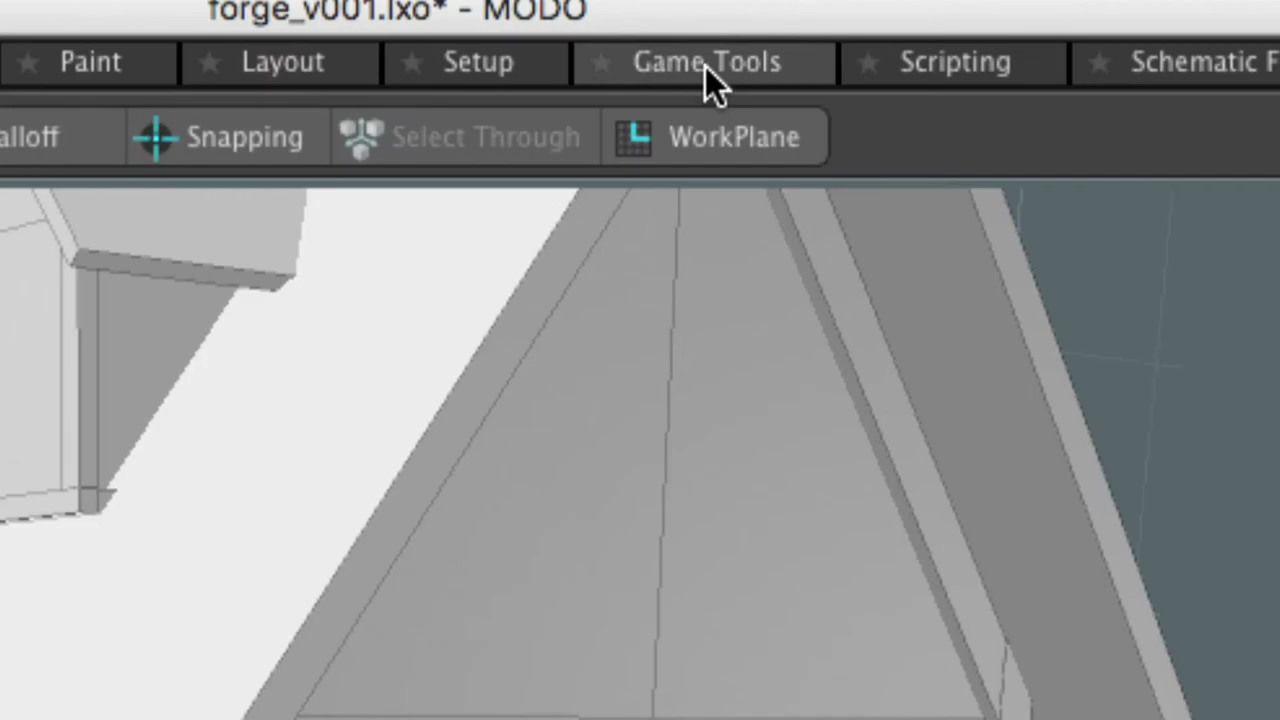 forge_v001.lxo* - MODO
Paint Layout Setup Game Tools Scripting Schematic F
alloff Snapping Select Through WorkPlane